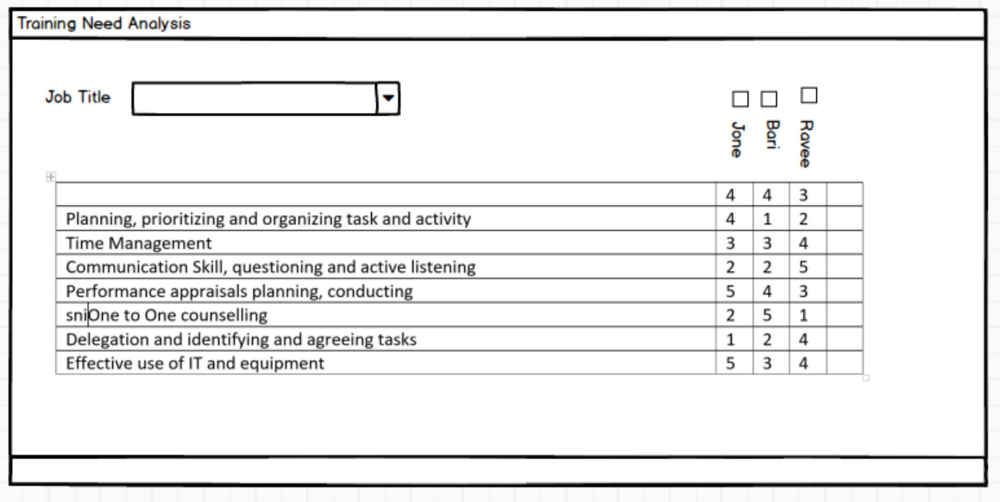 Training Need Analysis
Job Title
Jone Bari Ravee
4 4 3
Planning, prioritizing and organizing task and activity 4 1 2
Time Management 3 3 4
Communication Skill, questioning and active listening 2 2 5
Performance appraisals planning, conducting 5 4 3
sniOne to One counselling 2 5 1
Delegation and identifying and agreeing tasks 1 2 4
Effective use of IT and equipment 5 3 4